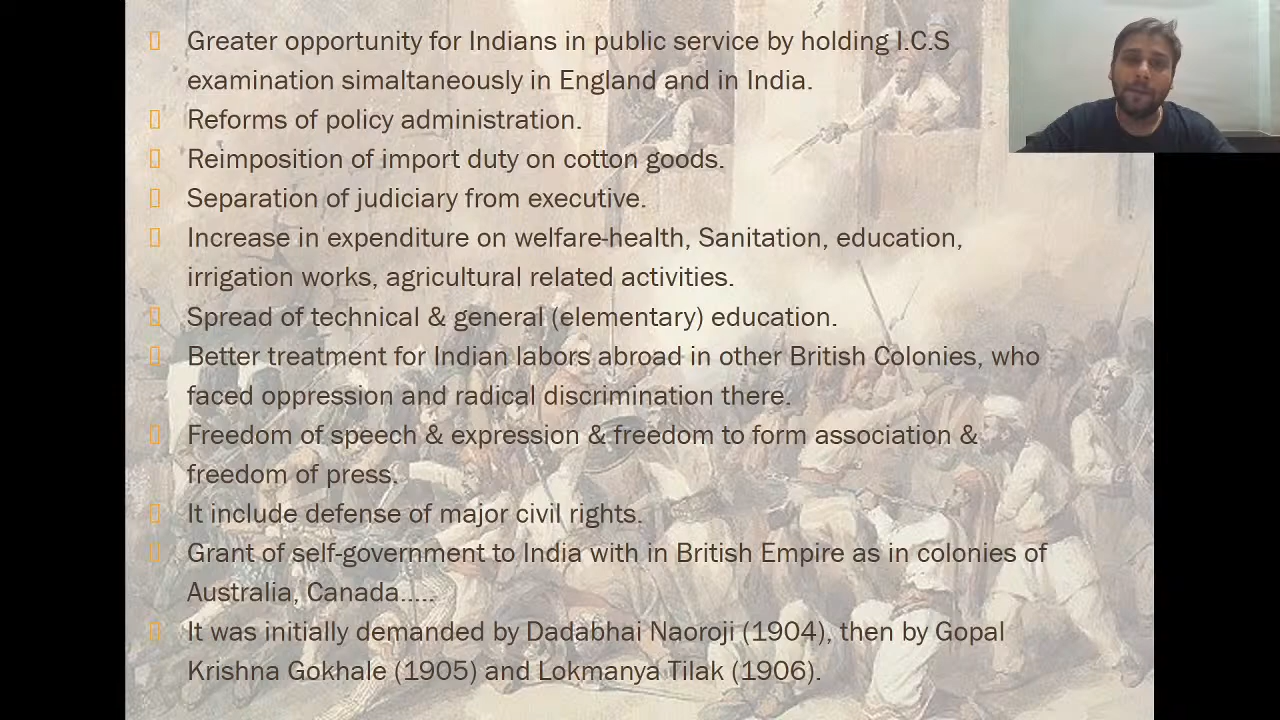 Greater opportunity for Indians in public service by holding I.C.S
examination simaltaneously in England and in India.
Reforms of policy administration.
Reimposition of import duty on cotton goods.
Separation of judiciary from executive.
Increase in expenditure on welfare-health, Sanitation, education,
irrigation works, agricultural related activities.
Spread of technical & general (elementary) education.
Better treatment for Indian labors abroad in other British Colonies, who
faced oppression and radical discrimination there.
Freedom of speech & expression & freedom to form association &
freedom of press.
It include defense of major civil rights.
Grant of self-government to India with in British Empire as in colonies of
Australia, Canada.....
It was initially demanded by Dadabhai Naoroji (1904), then by Gopal
Krishna Gokhale (1905) and Lokmanya Tilak (1906).